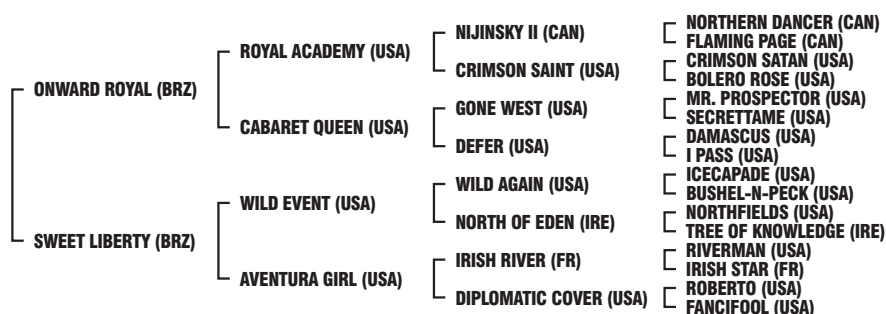 NORTHERN DANCER (CAN)
NIJINSKY II (CAN)
FLAMING PAGE (CAN)
ROYAL ACADEMY (USA)
CRIMSON SATAN (USA)
CRIMSON SAINT (USA)
BOLERO ROSE (USA)
ONWARD ROYAL (BRZ)
MR. PROSPECTOR (USA)
GONE WEST (USA)
SECRETTAME (USA)
CABARET QUEEN (USA)
DAMASCUS (USA)
DEFER (USA)
I PASS (USA)
ICECAPADE (USA)
WILD AGAIN (USA)
BUSHEL-N-PECK (USA)
WILD EVENT (USA)
NORTHFIELDS (USA)
NORTH OF EDEN (IRE)
TREE OF KNOWLEDGE (IRE)
SWEET LIBERTY (BRZ)
RIVERMAN (USA)
IRISH RIVER (FR)
IRISH STAR (FR)
AVENTURA GIRL (USA)
ROBERTO (USA)
DIPLOMATIC COVER (USA)
FANCIFOOL (USA)